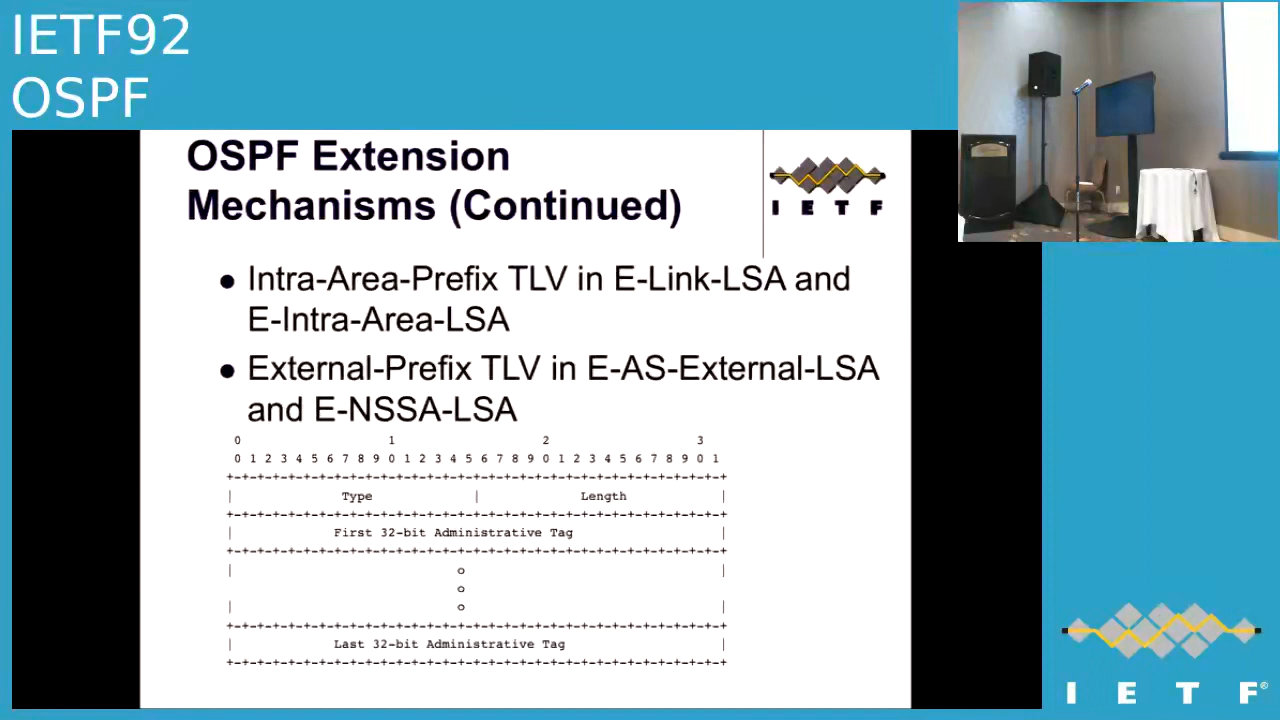 IETF92
OSPF
OSPF Extension
Mechanisms (Continued)
I E T F
● Intra-Area-Prefix TLV in E-Link-LSA and
E-Intra-Area-LSA
● External-Prefix TLV in E-AS-External-LSA
and E-NSSA-LSA
0 1 2 3
0 1 2 3 4 5 6 7 8 9 0 1 2 3 4 5 6 7 8 9 0 1 2 3 4 5 6 7 8 9 0 1
+-+-+-+-+-+-+-+-+-+-+-+-+-+-+-+-+-+-+-+-+-+-+-+-+-+-+-+-+-+-+-+-+
| Type | Length |
+-+-+-+-+-+-+-+-+-+-+-+-+-+-+-+-+-+-+-+-+-+-+-+-+-+-+-+-+-+-+-+-+
| First 32-bit Administrative Tag |
+-+-+-+-+-+-+-+-+-+-+-+-+-+-+-+-+-+-+-+-+-+-+-+-+-+-+-+-+-+-+-+-+
| o |
o
| o |
+-+-+-+-+-+-+-+-+-+-+-+-+-+-+-+-+-+-+-+-+-+-+-+-+-+-+-+-+-+-+-+-+
| Last 32-bit Administrative Tag |
+-+-+-+-+-+-+-+-+-+-+-+-+-+-+-+-+-+-+-+-+-+-+-+-+-+-+-+-+-+-+-+-+
I E T F®